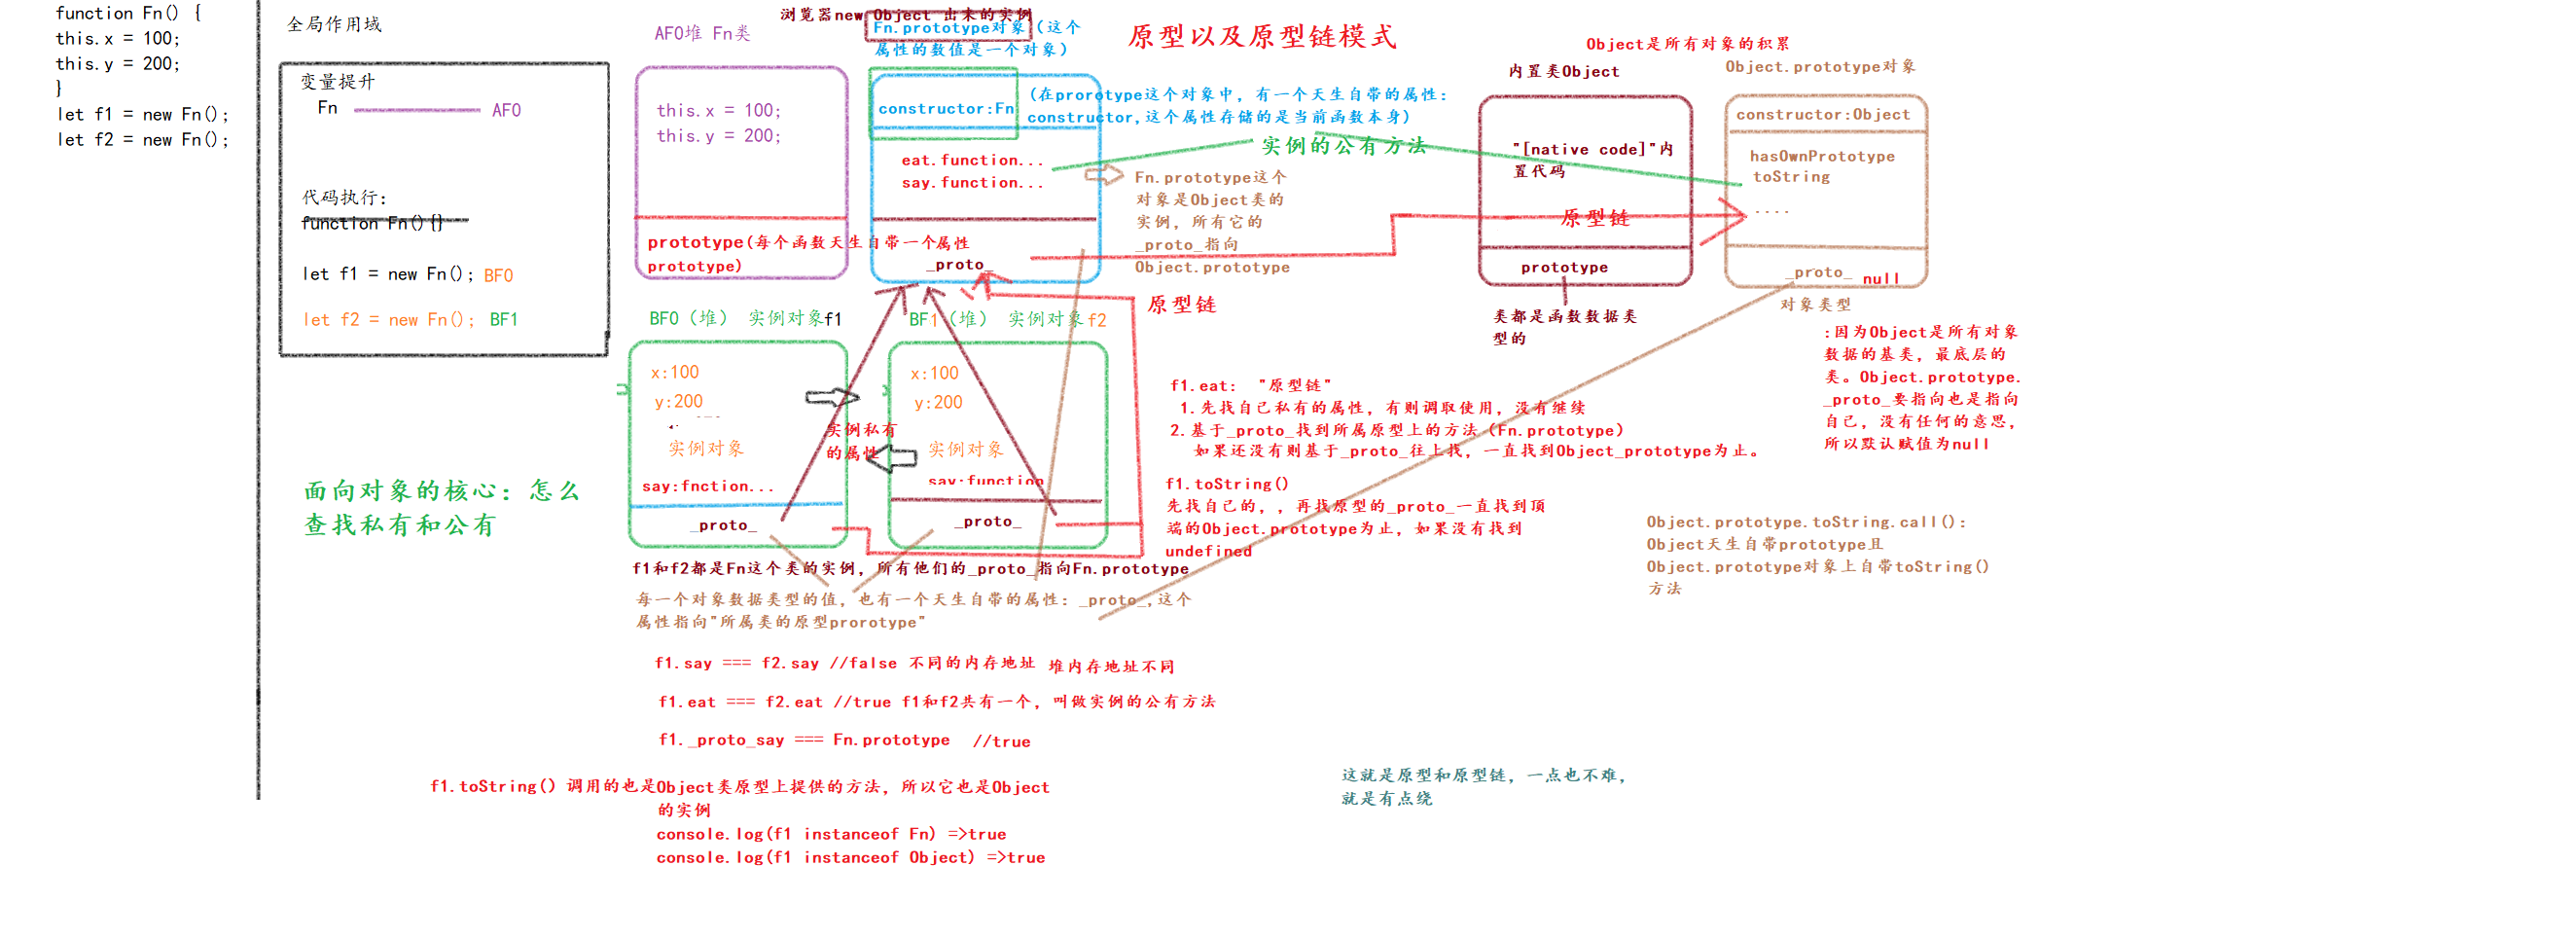 function Fn() {
this.x = 100;
this.y = 200;
}
let f1 = new Fn();
let f2 = new Fn();
全局作用域
变量提升
Fn
AF0
代码执行:
function Fn(){}
let f1 = new Fn(); BF0
let f2 = new Fn(); BF1
面向对象的核心: 怎么
查找私有和公有
AF0堆 Fn类
this.x = 100;
this.y = 200;
prototype(每个函数天生自带一个属性
prototype)
浏览器new Object 出来的实例
Fn.prototype对象(这个
属性的数值是一个对象)
constructor:Fn
(在prorotype这个对象中, 有一个天生自带的属性:
constructor,这个属性存储的是当前函数本身)
eat.function...
say.function...
_proto_
实例的公有方法
Fn.prototype这个
对象是Object类的
实例, 所有它的
_proto_指向
Object.prototype
原型以及原型链模式
Object是所有对象的积累
内置类Object
"[native code]"内
置代码
原型链
prototype
类都是函数数据类
型的
Object.prototype对象
constructor:Object
hasOwnPrototype
toString
....
_proto_ null
对象类型
:因为Object是所有对象
数据的基类, 最底层的
类。Object.prototype.
_proto_要指向也是指向
自己, 没有任何的意思,
所以默认赋值为null
原型链
BF0 (堆) 实例对象f1
x:100
y:200
实例对象
say:fnction...
_proto_
实例私有
的属性
BF1 (堆) 实例对象f2
x:100
y:200
实例对象
say:function
_proto_
f1和f2都是Fn这个类的实例, 所有他们的_proto_指向Fn.prototype
每一个对象数据类型的值, 也有一个天生自带的属性: _proto_,这个
属性指向"所属类的原型prorotype"
f1.eat: "原型链"
1.先找自己私有的属性, 有则调取使用, 没有继续
2.基于_proto_找到所属原型上的方法 (Fn.prototype)
如果还没有则基于_proto_往上找, 一直找到Object_prototype为止。
f1.toString()
先找自己的, , 再找原型的_proto_一直找到顶
端的Object.prototype为止, 如果没有找到
undefined
Object.prototype.toString.call():
Object天生自带prototype且
Object.prototype对象上自带toString()
方法
f1.say === f2.say //false 不同的内存地址 堆内存地址不同
f1.eat === f2.eat //true f1和f2共有一个, 叫做实例的公有方法
f1._proto_say === Fn.prototype //true
f1.toString() 调用的也是Object类原型上提供的方法, 所以它也是Object
的实例
console.log(f1 instanceof Fn) =>true
console.log(f1 instanceof Object) =>true
这就是原型和原型链, 一点也不难,
就是有点绕